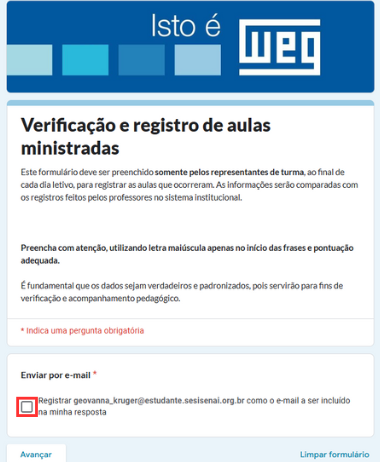 Isto é weg
Verificação e registro de aulas
ministradas
Este formulário deve ser preenchido somente pelos representantes de turma, ao final de
cada dia letivo, para registrar as aulas que ocorreram. As informações serão comparadas com
os registros feitos pelos professores no sistema institucional.
Preencha com atenção, utilizando letra maiúscula apenas no início das frases e pontuação
adequada.
É fundamental que os dados sejam verdadeiros e padronizados, pois servirão para fins de
verificação e acompanhamento pedagógico.
* Indica uma pergunta obrigatória
Enviar por e-mail *
Registrar geovanna_kruger@estudante.sesisenai.org.br como o e-mail a ser incluído
na minha resposta
Avançar Limpar formulário